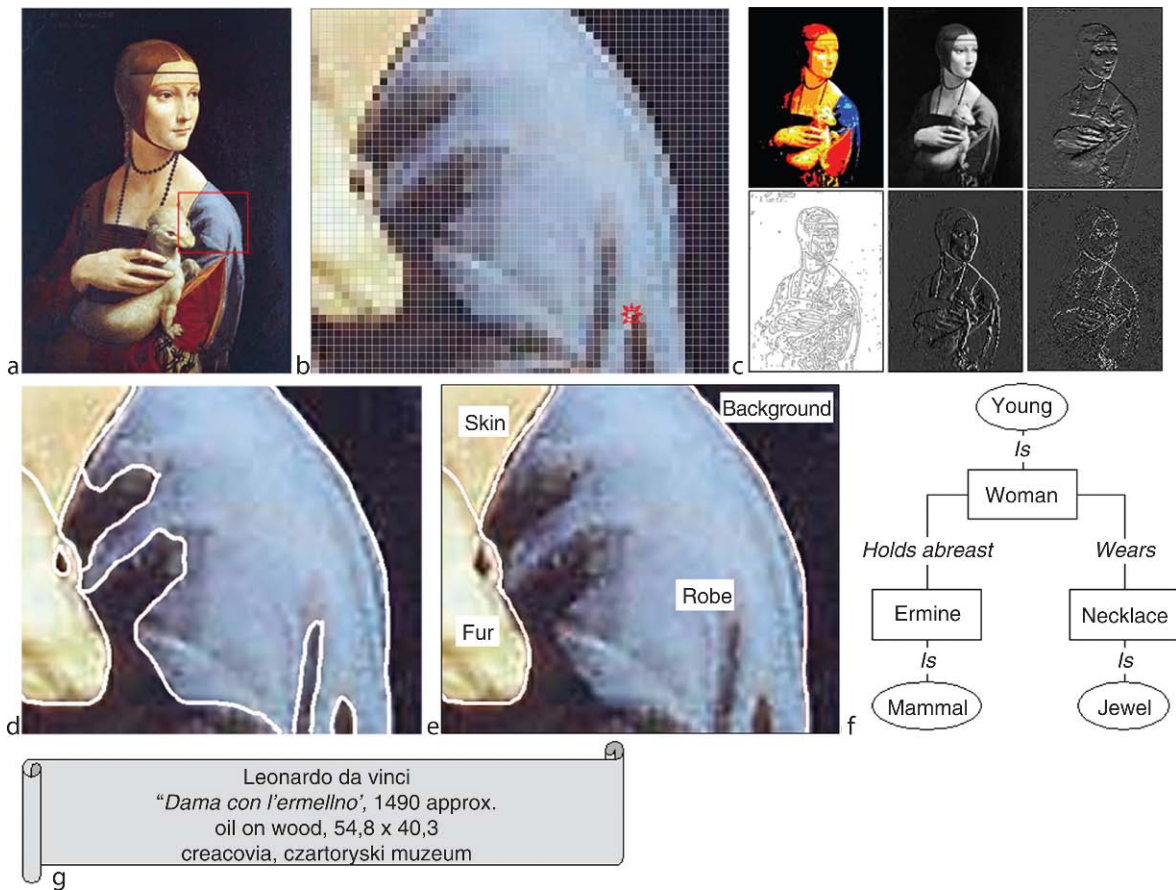 a
b
c
Skin
Background
Robe
Fur
d
e
Young
Is
Woman
Holds abreast
Wears
Ermine
Necklace
Is
Is
Mammal
Jewel
f
Leonardo da vinci
“Dama con l’ermellno’, 1490 approx.
oil on wood, 54,8 x 40,3
creacovia, czartoryski muzeum
g